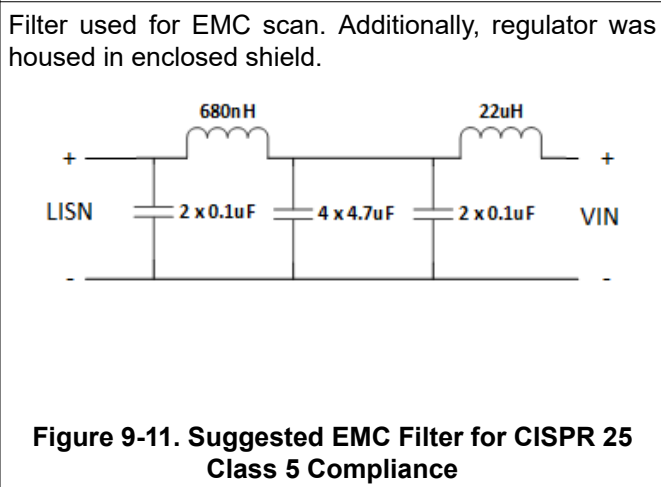 Filter used for EMC scan. Additionally, regulator was
housed in enclosed shield.
680nH
22uH
+
+
LISN
2 x 0.1uF
4 x 4.7uF
2 x 0.1uF
VIN
-
-
Figure 9-11. Suggested EMC Filter for CISPR 25
Class 5 Compliance